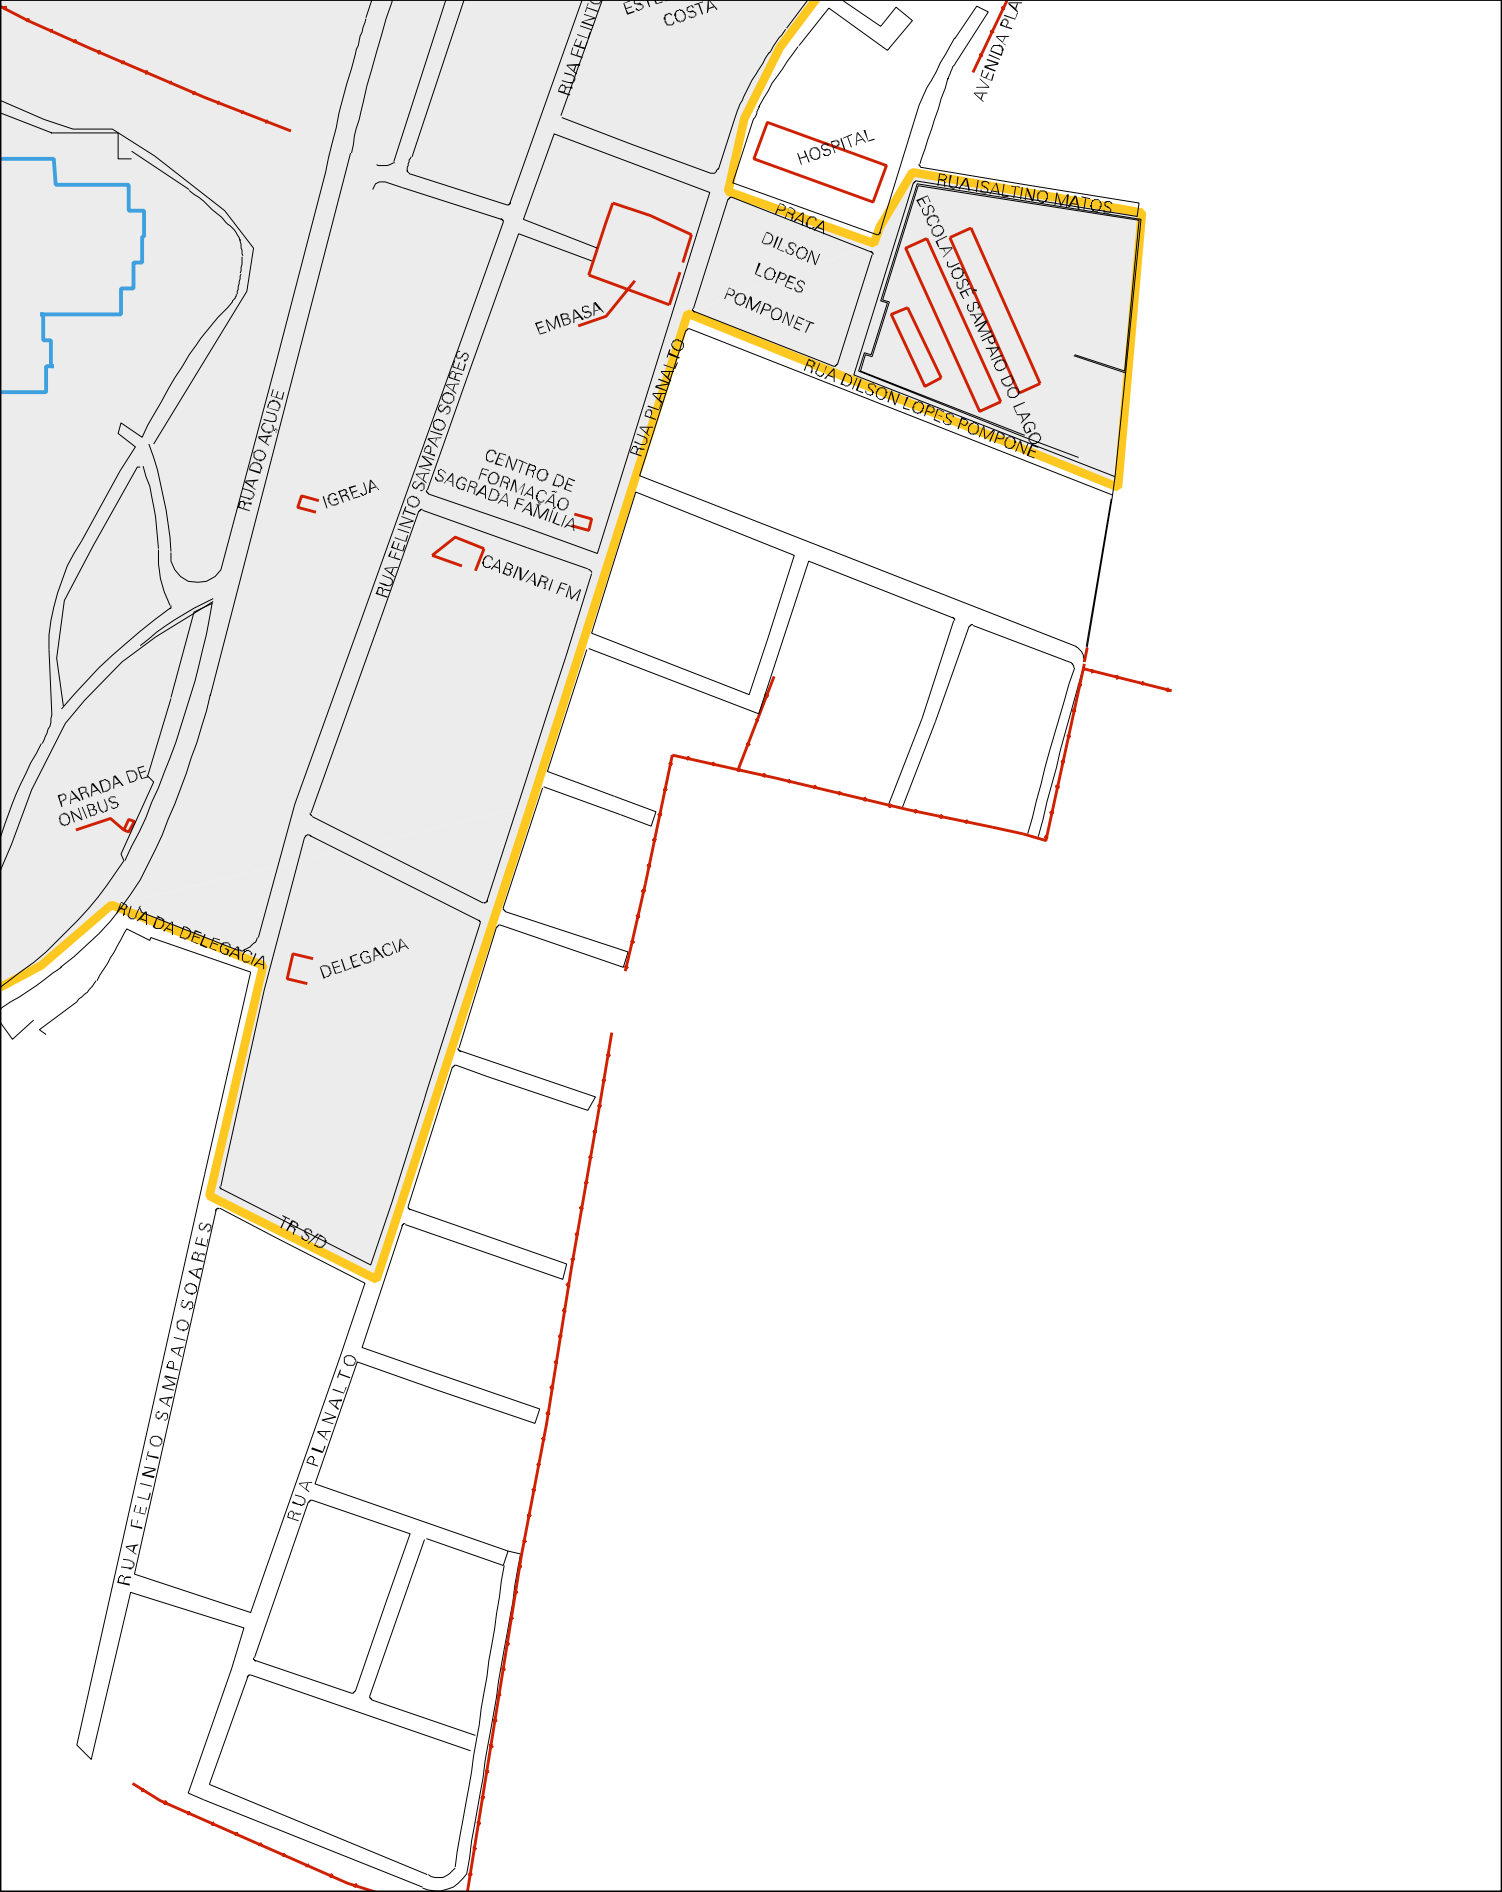 COSTA
RUA FELINTO
AVENIDA PLA
HOSPITAL
RUA ISALTINO MATOS
PRAÇA
DILSON
LOPES
POMPONET
ESCOLA JOSÉ SAMPAIO DO LAGO
EMBASA
RUA PLANALTO
RUA DILSON LOPES POMPONE
RUA DO AÇUDE
RUA FELINTO SAMPAIO SOARES
CENTRO DE
FORMAÇÃO
SAGRADA FAMÍLIA
IGREJA
CABIVARI FM
PARADA DE
ONIBUS
RUA DA DELEGACIA
DELEGACIA
TR S/D
RUA FELINTO SAMPAIO SOARES
RUA PLANALTO